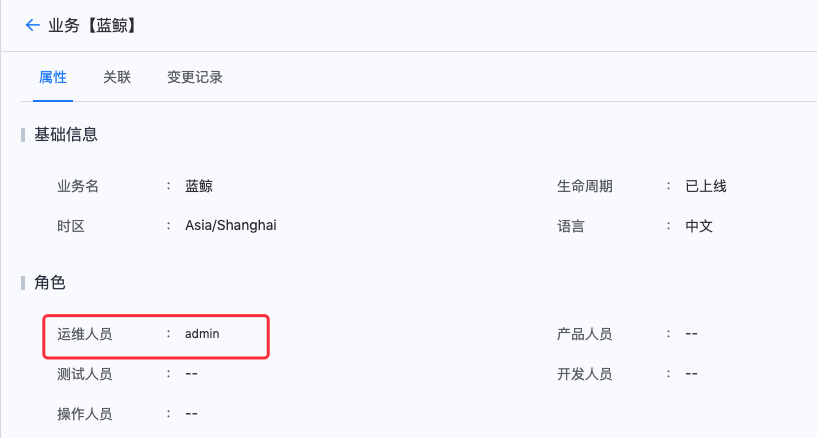 ← 业务【蓝鲸】
属性 关联 变更记录
基础信息
业务名 : 蓝鲸 生命周期 : 已上线
时区 : Asia/Shanghai 语言 : 中文
角色
运维人员 : admin 产品人员 : --
测试人员 : -- 开发人员 : --
操作人员 : --